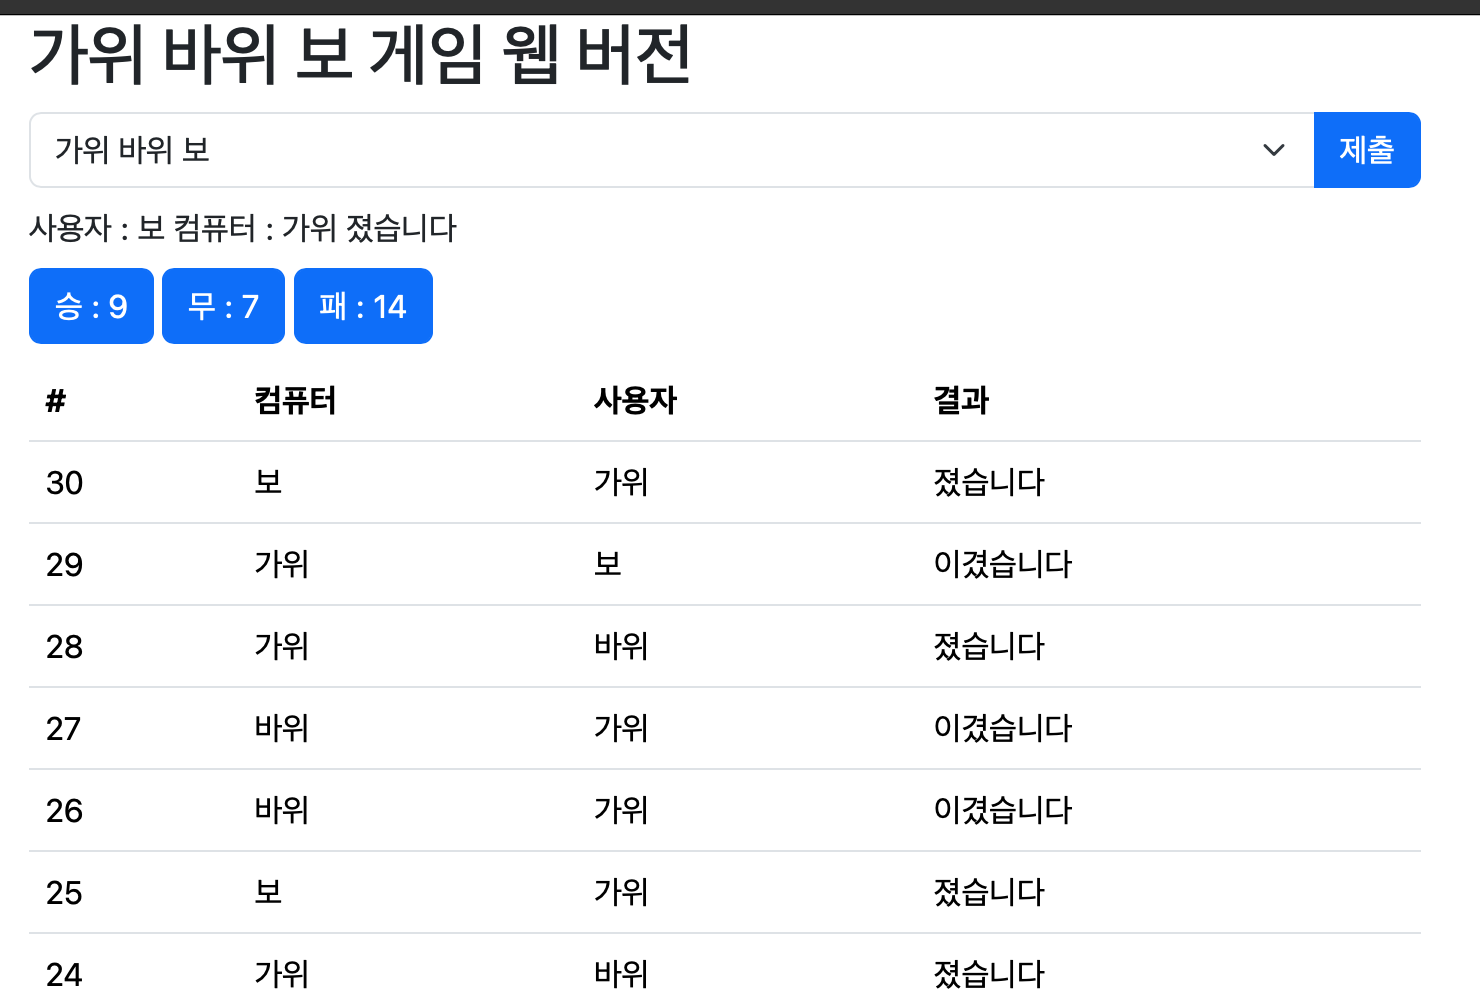 가위 바위 보 게임 웹 버전
가위 바위 보 제출
사용자 : 보 컴퓨터 : 가위 졌습니다
승 : 9 무 : 7 패 : 14
# 컴퓨터 사용자 결과
30 보 가위 졌습니다
29 가위 보 이겼습니다
28 가위 바위 졌습니다
27 바위 가위 이겼습니다
26 바위 가위 이겼습니다
25 보 가위 졌습니다
24 가위 바위 졌습니다